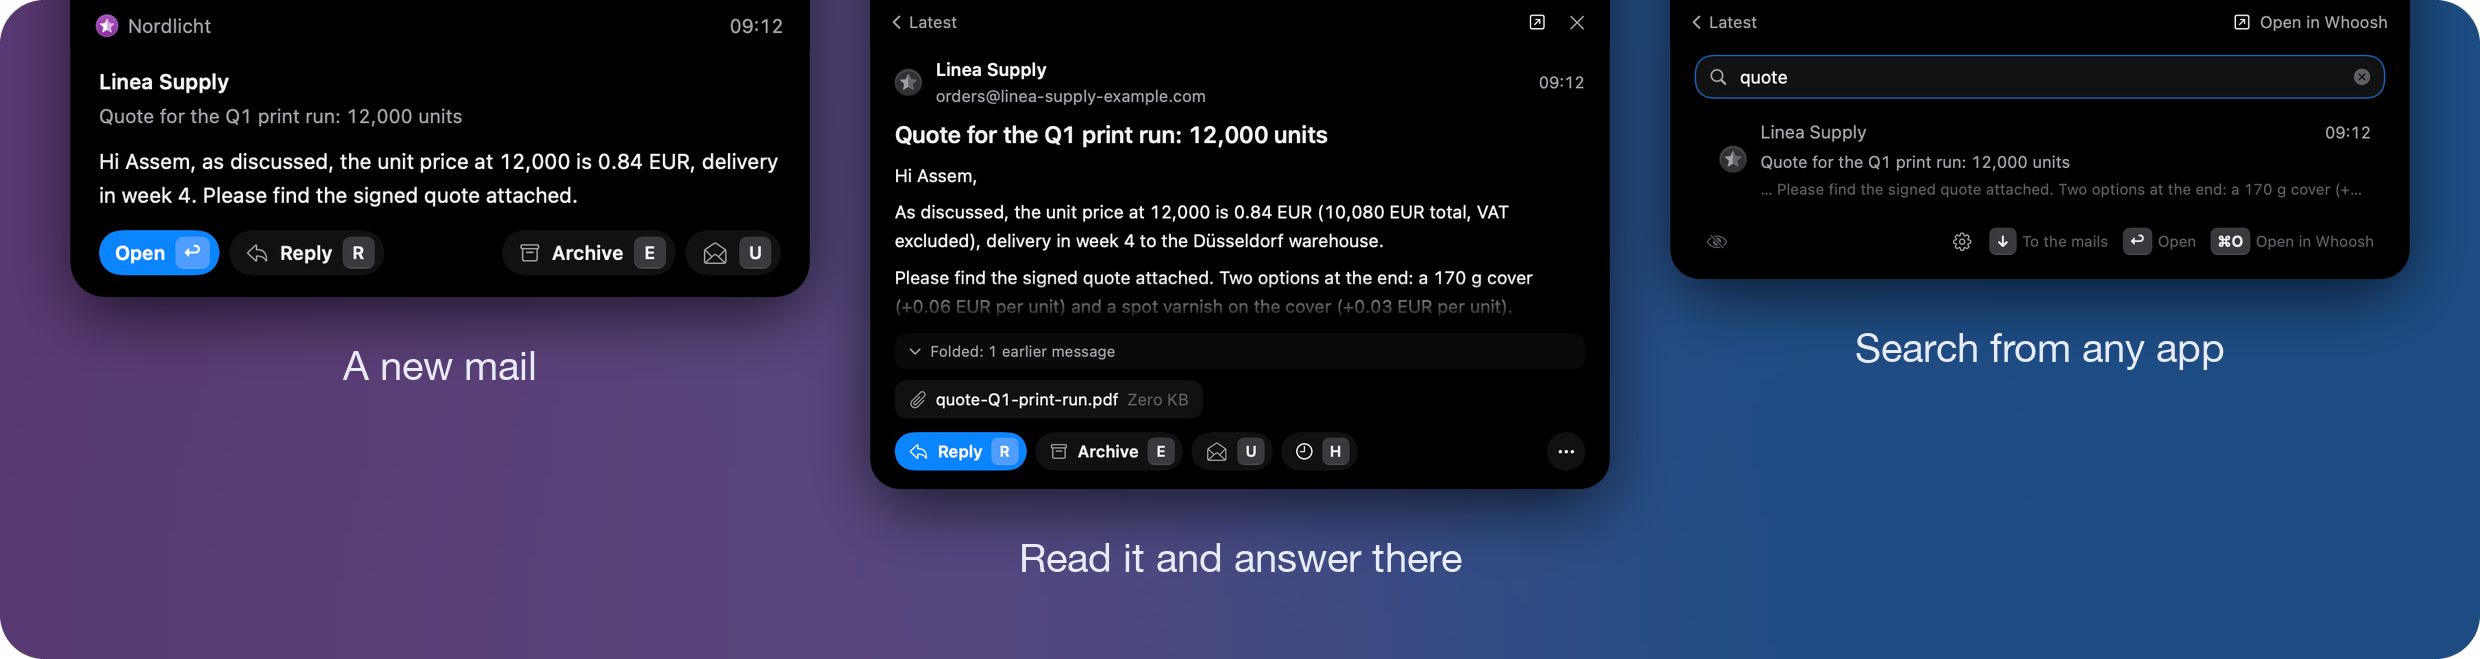 Nordlicht 09:12
Linea Supply
Quote for the Q1 print run: 12,000 units
Hi Assem, as discussed, the unit price at 12,000 is 0.84 EUR, delivery
in week 4. Please find the signed quote attached.
Open ↩ Reply R Archive E U
A new mail
Latest
Linea Supply
orders@linea-supply-example.com
09:12
Quote for the Q1 print run: 12,000 units
Hi Assem,
As discussed, the unit price at 12,000 is 0.84 EUR (10,080 EUR total, VAT
excluded), delivery in week 4 to the Düsseldorf warehouse.
Please find the signed quote attached. Two options at the end: a 170 g cover
(+0.06 EUR per unit) and a spot varnish on the cover (+0.03 EUR per unit).
Folded: 1 earlier message
quote-Q1-print-run.pdf Zero KB
Reply R Archive E U H
Read it and answer there
Latest Open in Whoosh
quote
Linea Supply 09:12
Quote for the Q1 print run: 12,000 units
... Please find the signed quote attached. Two options at the end: a 170 g cover (+...
↓ To the mails ↩ Open ⌘O Open in Whoosh
Search from any app